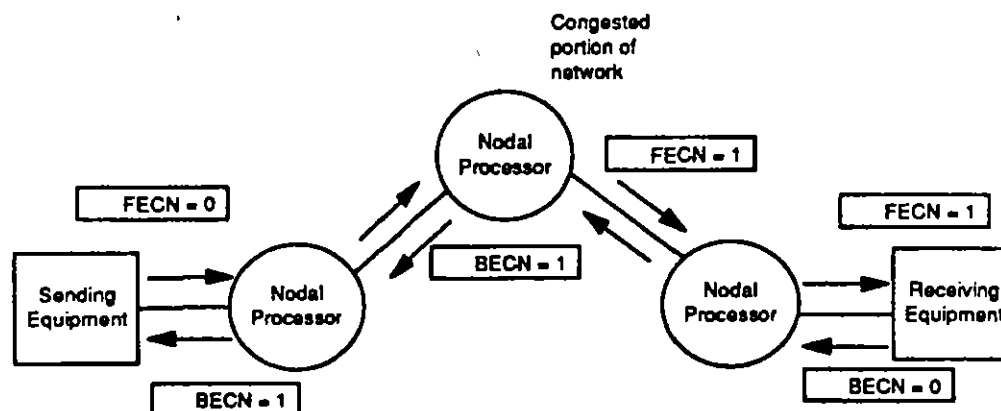 Congested
portion of
network
Nodal
Processor
FECN = 1
FECN = 0
FECN = 1
BECN = 1
Sending
Equipment
Nodal
Processor
Nodal
Processor
Receiving
Equipment
BECN = 1
BECN = 0